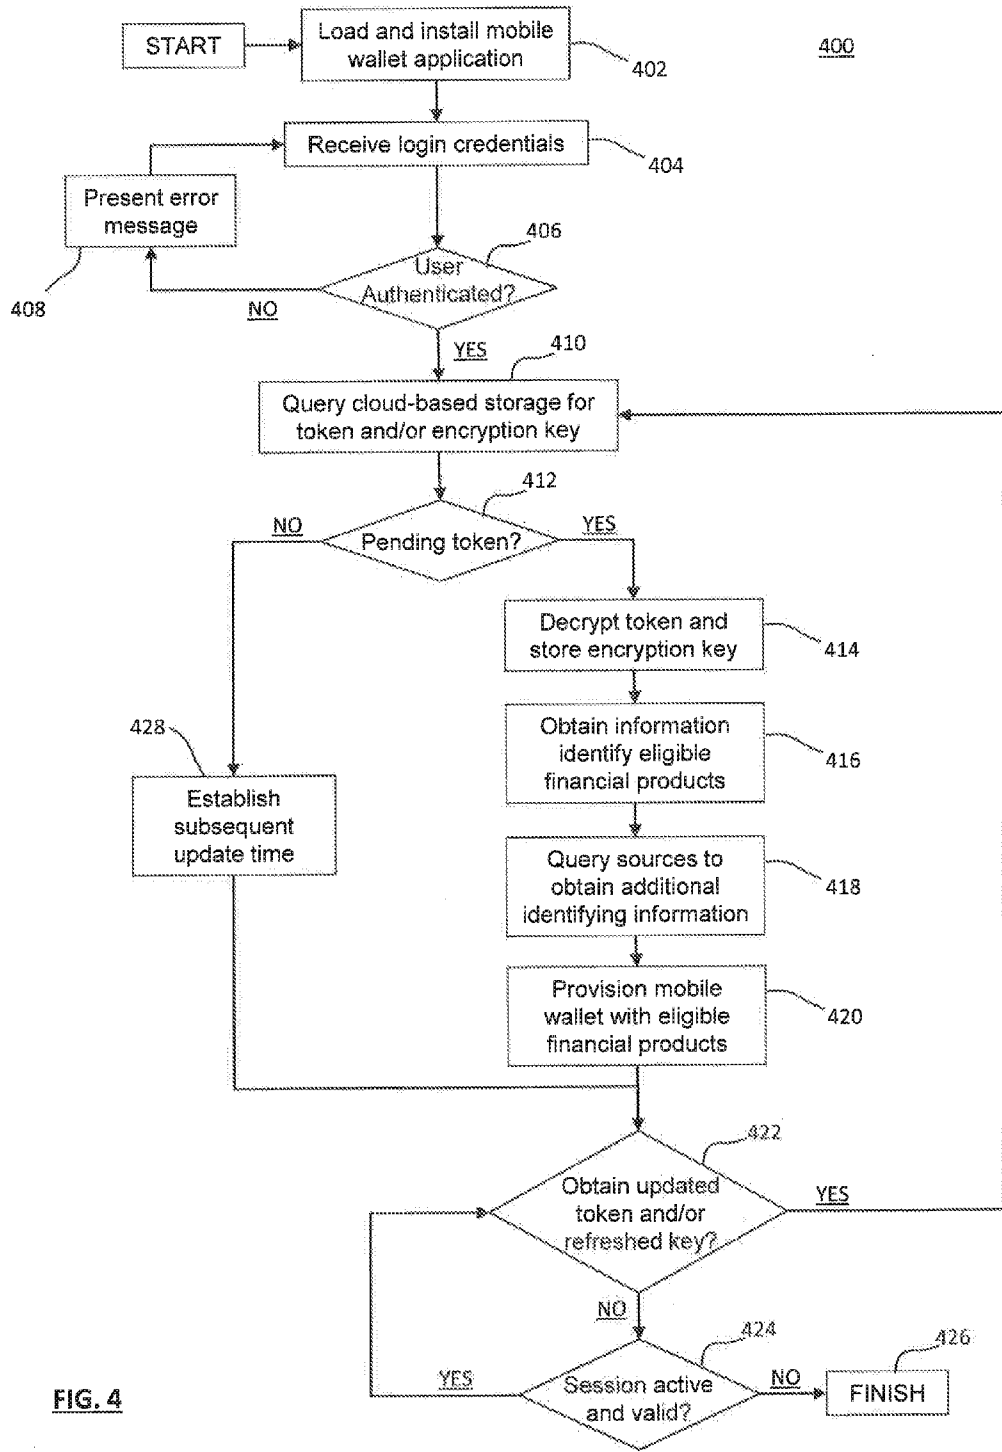 START
Load and install mobile
wallet application
400
402
Receive login credentials
404
Present error
message
408
406
User
Authenticated?
NO
YES
410
Query cloud-based storage for
token and/or encryption key
412
NO
Pending token?
YES
Decrypt token and
store encryption key
414
Obtain information
identify eligible
financial products
416
428
Establish
subsequent
update time
Query sources to
obtain additional
identifying information
418
Provision mobile
wallet with eligible
financial products
420
422
Obtain updated
token and/or
refreshed key?
YES
NO
424
YES
Session active
and valid?
NO
426
FINISH
FIG. 4